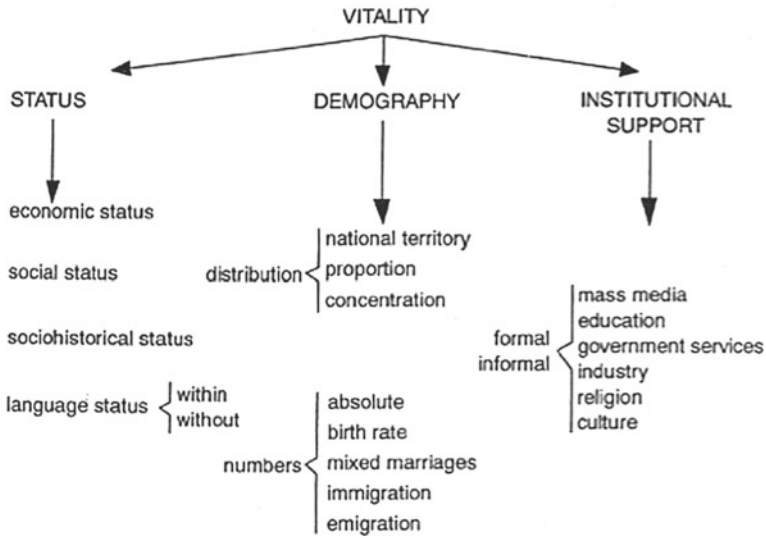 VITALITY
STATUS
DEMOGRAPHY
INSTITUTIONAL
SUPPORT
economic status
social status
sociohistorical status
language status
within
without
distribution
national territory
proportion
concentration
numbers
absolute
birth rate
mixed marriages
immigration
emigration
formal
informal
mass media
education
government services
industry
religion
culture